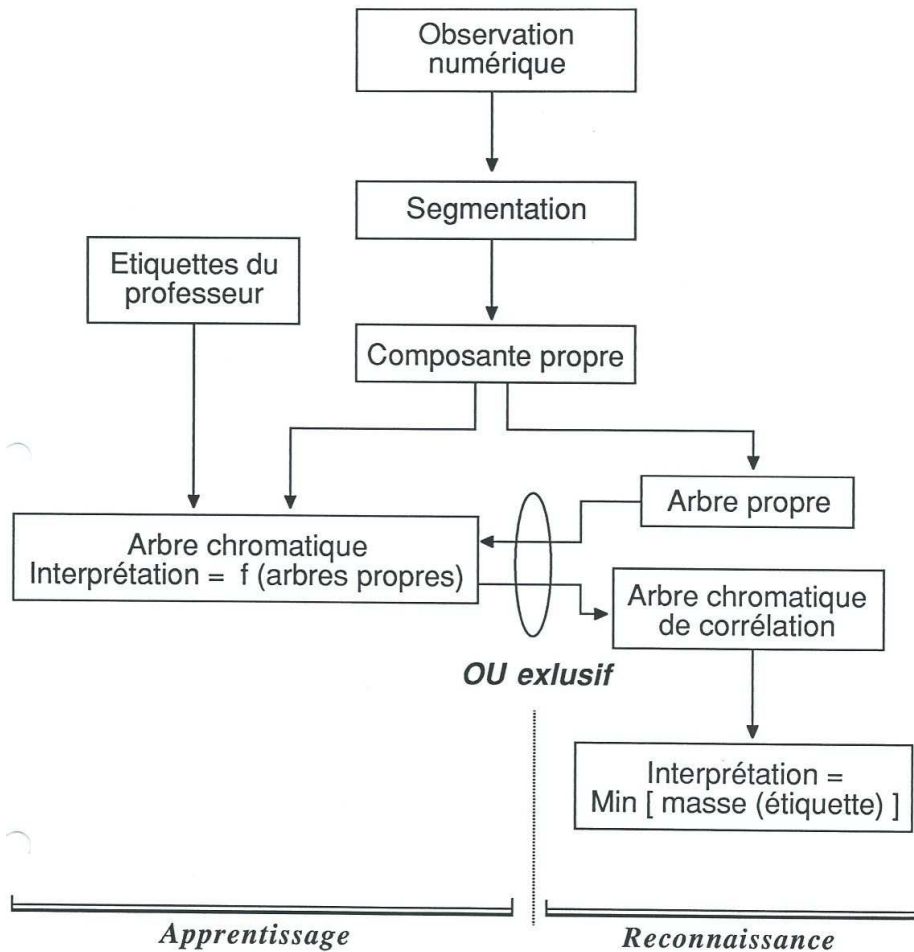 Observation
numérique
Segmentation
Etiquettes du
professeur
Composante propre
Arbre propre
Arbre chromatique
Interprétation = f (arbres propres)
Arbre chromatique
de corrélation
OU exlusif
Interprétation =
Min [ masse (étiquette) ]
Apprentissage
Reconnaissance